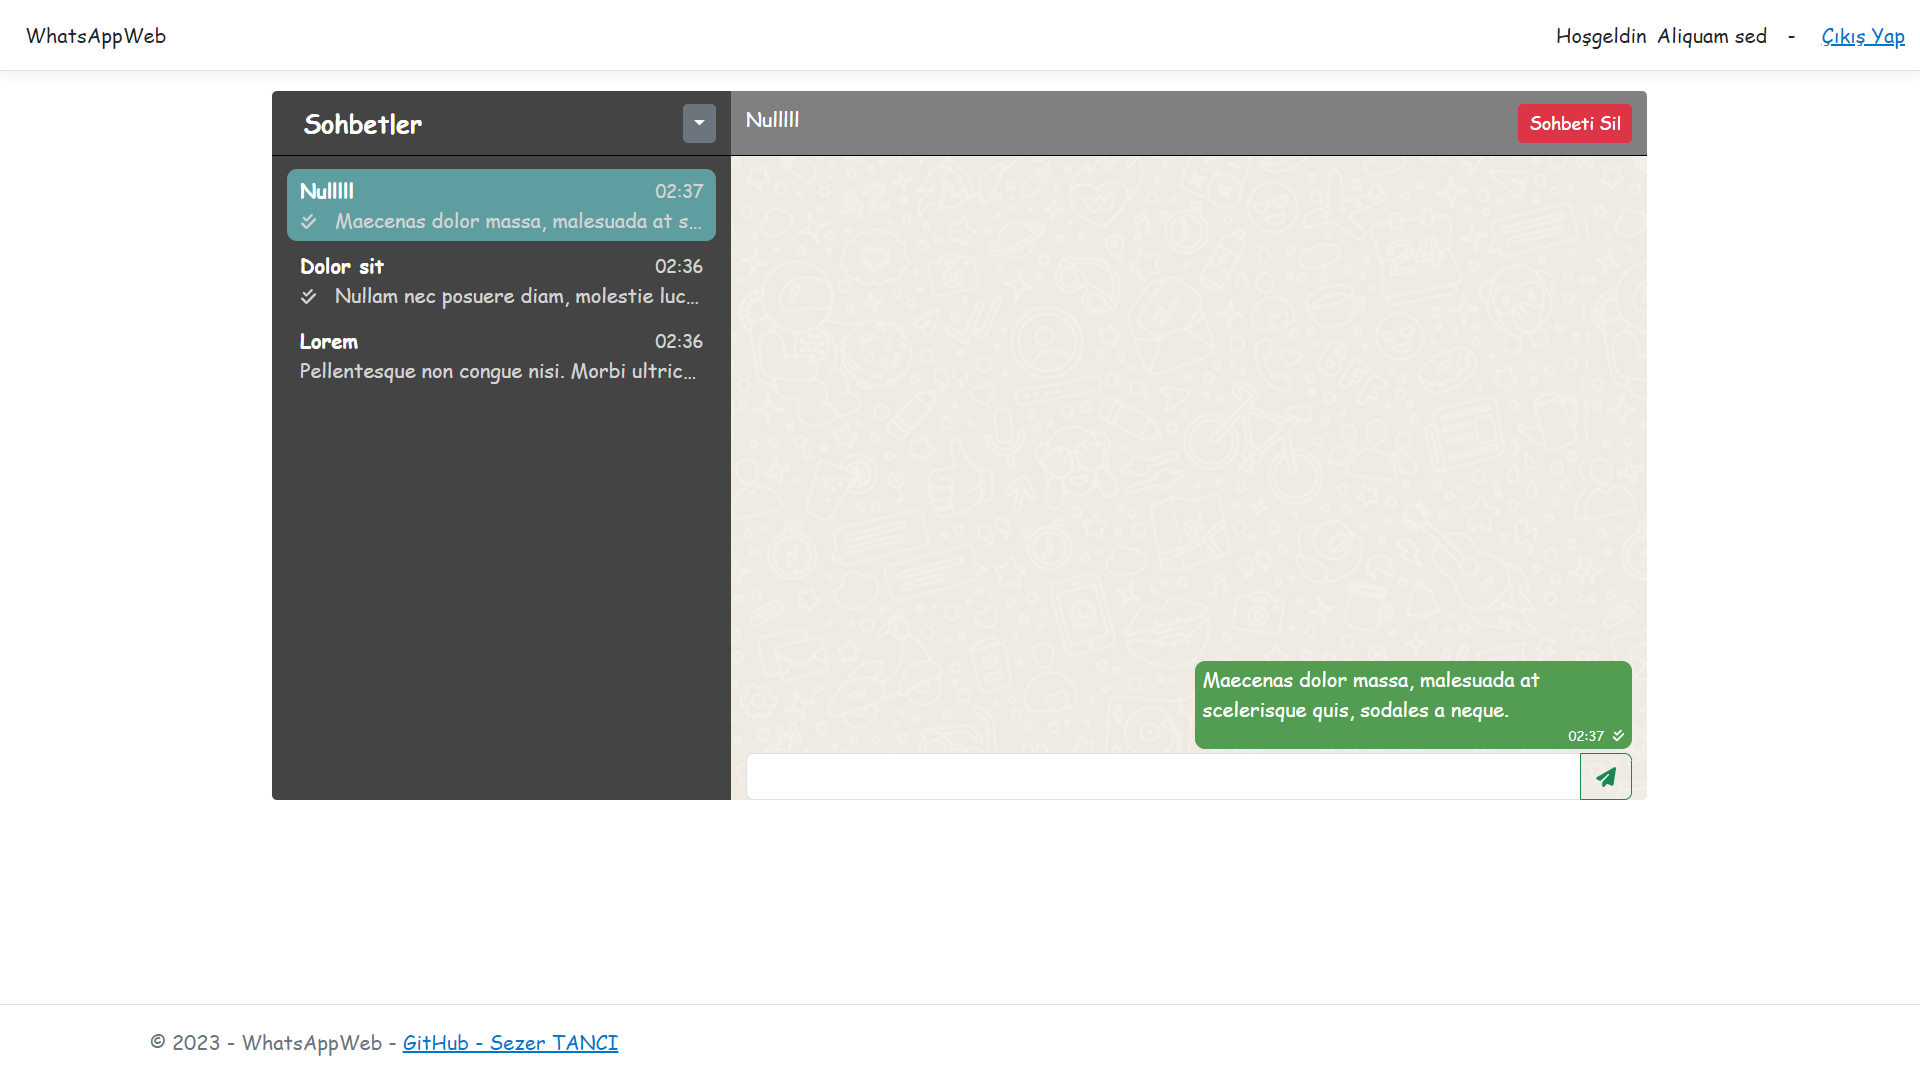 WhatsAppWeb
Hoşgeldin Aliquam sed - Çıkış Yap
Sohbetler
Nulllll
02:37
Maecenas dolor massa, malesuada at s...
Dolor sit
02:36
Nullam nec posuere diam, molestie luc...
Lorem
02:36
Pellentesque non congue nisi. Morbi ultric...
Nulllll
Sohbeti Sil
Maecenas dolor massa, malesuada at
scelerisque quis, sodales a neque.
02:37
© 2023 - WhatsAppWeb - GitHub - Sezer TANCI